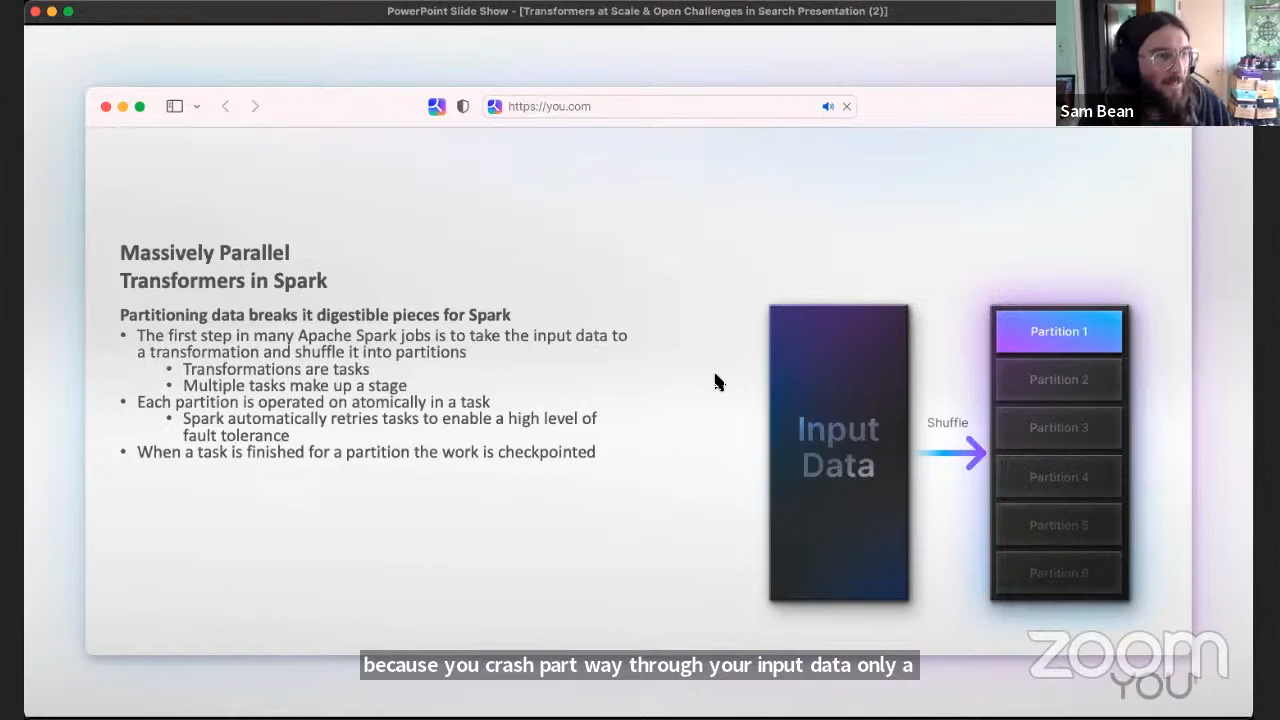 PowerPoint Slide Show - [Transformers at Scale & Open Challenges in Search Presentation (2)]
Sam Bean
https://you.com
Massively Parallel
Transformers in Spark
Partitioning data breaks it digestible pieces for Spark
• The first step in many Apache Spark jobs is to take the input data to
a transformation and shuffle it into partitions
• Transformations are tasks
• Multiple tasks make up a stage
• Each partition is operated on atomically in a task
• Spark automatically retries tasks to enable a high level of
fault tolerance
• When a task is finished for a partition the work is checkpointed
Input
Data
Shuffle
Partition 1
Partition 2
Partition 3
Partition 4
Partition 5
Partition 6
because you crash part way through your input data only a
zoom
YOU